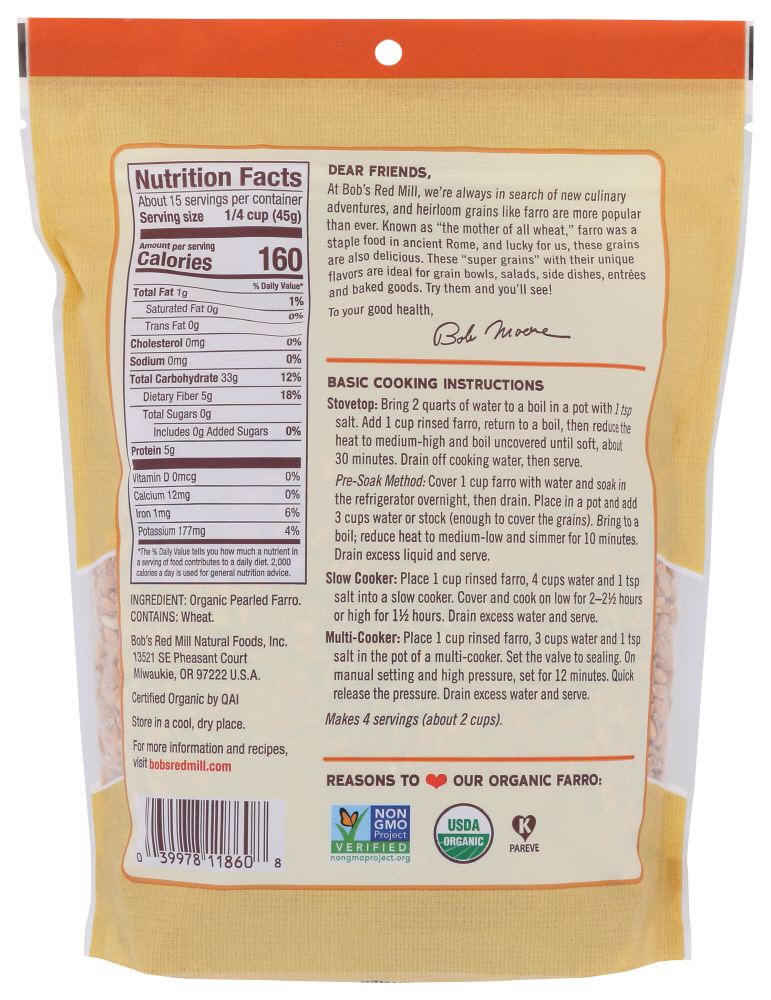 Nutrition Facts
About 15 servings per container
Serving size 1/4 cup (45g)
Amount per serving
Calories 160
% Daily Value*
Total Fat 1g 1%
Saturated Fat 0g 0%
Trans Fat 0g
Cholesterol 0mg 0%
Sodium 0mg 0%
Total Carbohydrate 33g 12%
Dietary Fiber 5g 18%
Total Sugars 0g
Includes 0g Added Sugars 0%
Protein 5g
Vitamin D 0mcg 0%
Calcium 12mg 0%
Iron 1mg 6%
Potassium 177mg 4%
*The % Daily Value tells you how much a nutrient in
a serving of food contributes to a daily diet. 2,000
calories a day is used for general nutrition advice.
INGREDIENT: Organic Pearled Farro.
CONTAINS: Wheat.
Bob's Red Mill Natural Foods, Inc.
13521 SE Pheasant Court
Milwaukie, OR 97222 U.S.A.
Certified Organic by QAI
Store in a cool, dry place.
For more information and recipes,
visit bobsredmill.com
0 39978 11860 8
DEAR FRIENDS,
At Bob's Red Mill, we're always in search of new culinary
adventures, and heirloom grains like farro are more popular
than ever. Known as "the mother of all wheat," farro was a
staple food in ancient Rome, and lucky for us, these grains
are also delicious. These "super grains" with their unique
flavors are ideal for grain bowls, salads, side dishes, entrées
and baked goods. Try them and you'll see!
To your good health,
Bob Moore
BASIC COOKING INSTRUCTIONS
Stovetop: Bring 2 quarts of water to a boil in a pot with 1 tsp
salt. Add 1 cup rinsed farro, return to a boil, then reduce the
heat to medium-high and boil uncovered until soft, about
30 minutes. Drain off cooking water, then serve.
Pre-Soak Method: Cover 1 cup farro with water and soak in
the refrigerator overnight, then drain. Place in a pot and add
3 cups water or stock (enough to cover the grains). Bring to a
boil; reduce heat to medium-low and simmer for 10 minutes.
Drain excess liquid and serve.
Slow Cooker: Place 1 cup rinsed farro, 4 cups water and 1 tsp
salt into a slow cooker. Cover and cook on low for 2–2½ hours
or high for 1½ hours. Drain excess water and serve.
Multi-Cooker: Place 1 cup rinsed farro, 3 cups water and 1 tsp
salt in the pot of a multi-cooker. Set the valve to sealing. On
manual setting and high pressure, set for 12 minutes. Quick
release the pressure. Drain excess water and serve.
Makes 4 servings (about 2 cups).
REASONS TO ❤ OUR ORGANIC FARRO:
NON
GMO
Project
VERIFIED
nongmoproject.org
USDA
ORGANIC
K
PAREVE